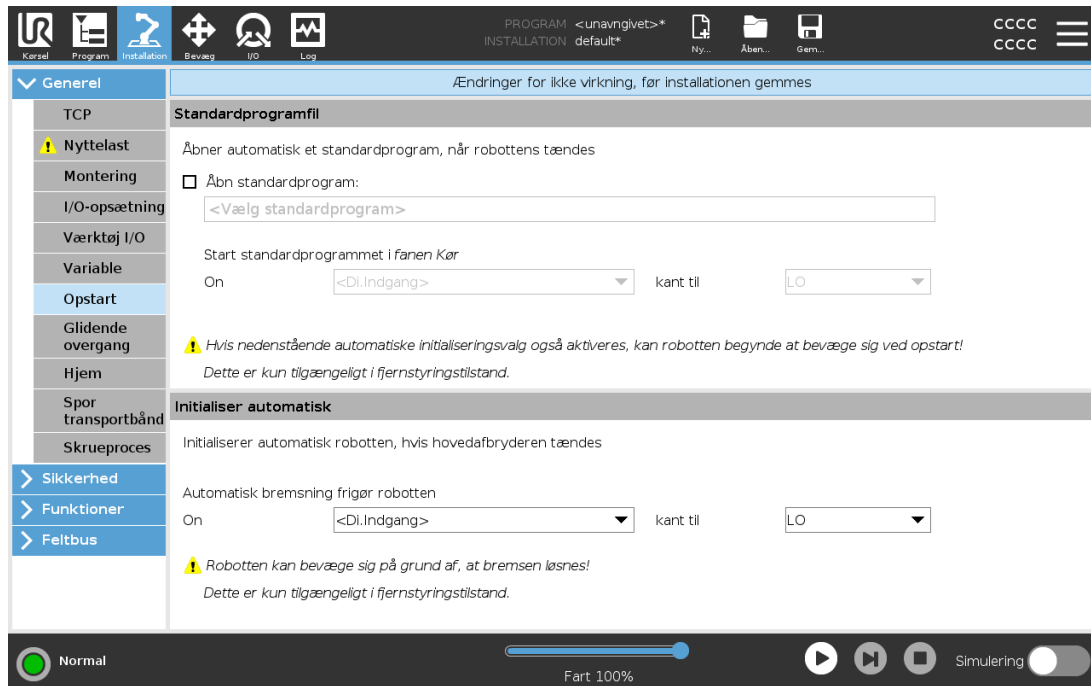 PROGRAM <unavngivet>*
INSTALLATION default*
CCCC
CCCC
Kørsel
Program
Installation
Bevæg
I/O
Log
Ny...
Åben...
Gem...
Generel
TCP
Nyttelast
Montering
I/O-opsætning
Værktøj I/O
Variable
Opstart
Glidende
overgang
Hjem
Spor
transportbånd
Skrueproces
Sikkerhed
Funktioner
Feltbus
Ændringer for ikke virkning, før installationen gemmes
Standardprogramfil
Åbner automatisk et standardprogram, når robottens tændes
Åbn standardprogram:
<Vælg standardprogram>
Start standardprogrammet i fanen Kør
On <Di.Indgang> kant til LO
Hvis nedenstående automatiske initialiseringsvalg også aktiveres, kan robotten begynde at bevæge sig ved opstart!
Dette er kun tilgængeligt i fjernstyringstilstand.
Initialiser automatisk
Initialiserer automatisk robotten, hvis hovedafbryderen tændes
Automatisk bremsning frigør robotten
On <Di.Indgang> kant til LO
Robotten kan bevæge sig på grund af, at bremsen løsnes!
Dette er kun tilgængeligt i fjernstyringstilstand.
Normal
Fart 100%
Simulering